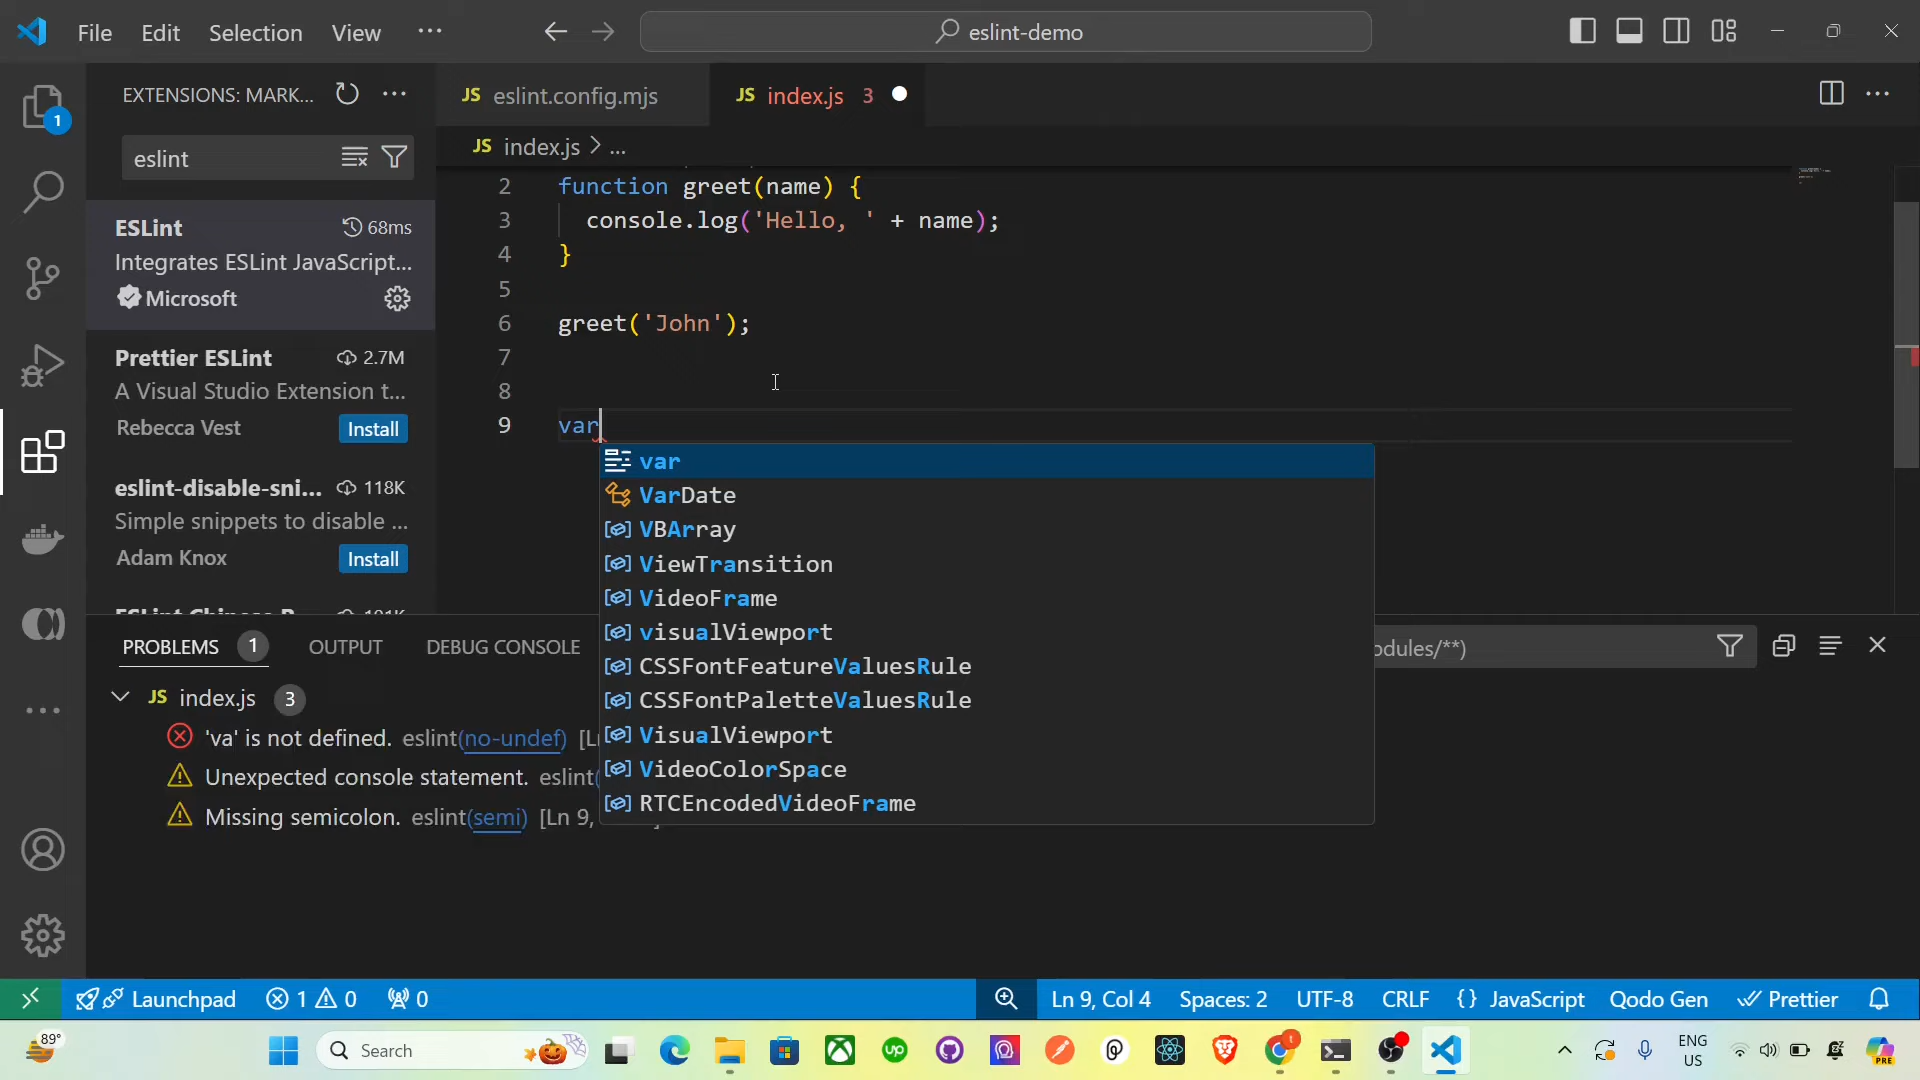 File Edit Selection View ...
eslint-demo
1
EXTENSIONS: MARK... ...
eslint
ESLint 68ms
Integrates ESLint JavaScript...
Microsoft
Prettier ESLint 2.7M
A Visual Studio Extension t...
Rebecca Vest Install
eslint-disable-sni... 118K
Simple snippets to disable ...
Adam Knox Install
JS eslint.config.mjs
JS index.js 3
JS index.js > ...
2 function greet(name) {
3 console.log('Hello, ' + name);
4 }
5
6 greet('John');
7
8
9 var
var
VarDate
VBArray
ViewTransition
VideoFrame
visualViewport
CSSFontFeatureValuesRule
CSSFontPaletteValuesRule
VisualViewport
VideoColorSpace
RTCEncodedVideoFrame
PROBLEMS 1 OUTPUT DEBUG CONSOLE
odules/**)
JS index.js 3
'va' is not defined. eslint(no-undef)
Unexpected console statement. eslint(
Missing semicolon. eslint(semi) [Ln 9,
Launchpad 1 0 0
Ln 9, Col 4 Spaces: 2 UTF-8 CRLF {} JavaScript Qodo Gen Prettier
89°
Search
up
ENG
US
PRE